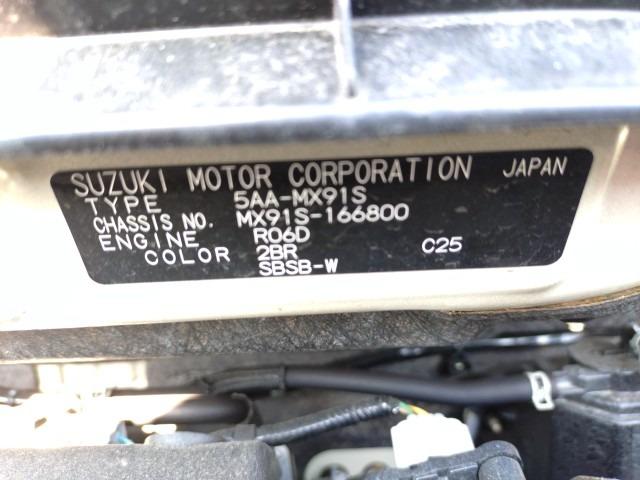 SUZUKI MOTOR CORPORATION JAPAN
TYPE 5AA-MX91S
CHASSIS NO. MX91S-166800
ENGINE R06D
COLOR 2BR C25
SBSB-W